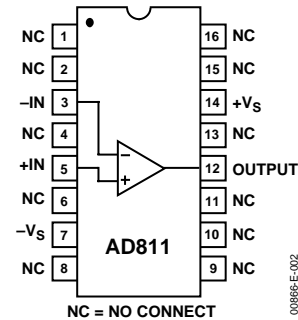 NC 1 16 NC
NC 2 15 NC
–IN 3 14 +VS
NC 4 13 NC
+IN 5 12 OUTPUT
NC 6 11 NC
–VS 7 10 NC
NC 8 9 NC
–
+
AD811
NC = NO CONNECT
00866-E-002